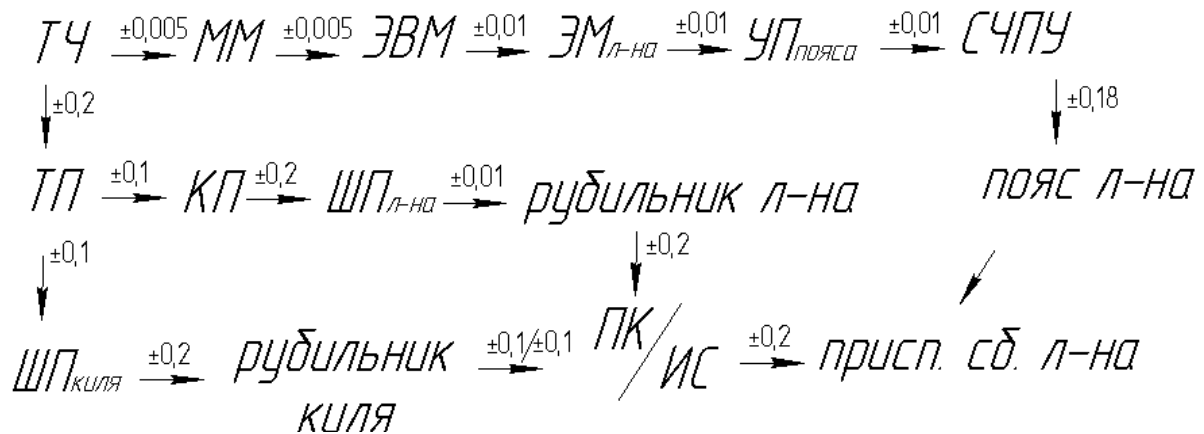 ТЧ ±0,005 ММ ±0,005 ЭВМ ±0,01 ЭМл-на ±0,01 УПпояса ±0,01 СЧПУ
±0,2 ±0,18
ТП ±0,1 КП ±0,2 ШПл-на ±0,01 рубильник л-на пояс л-на
±0,1 ±0,2
ШПкиля ±0,2 рубильник ±0,1/±0,1 ПК/ИС ±0,2 присп. сб. л-на
киля